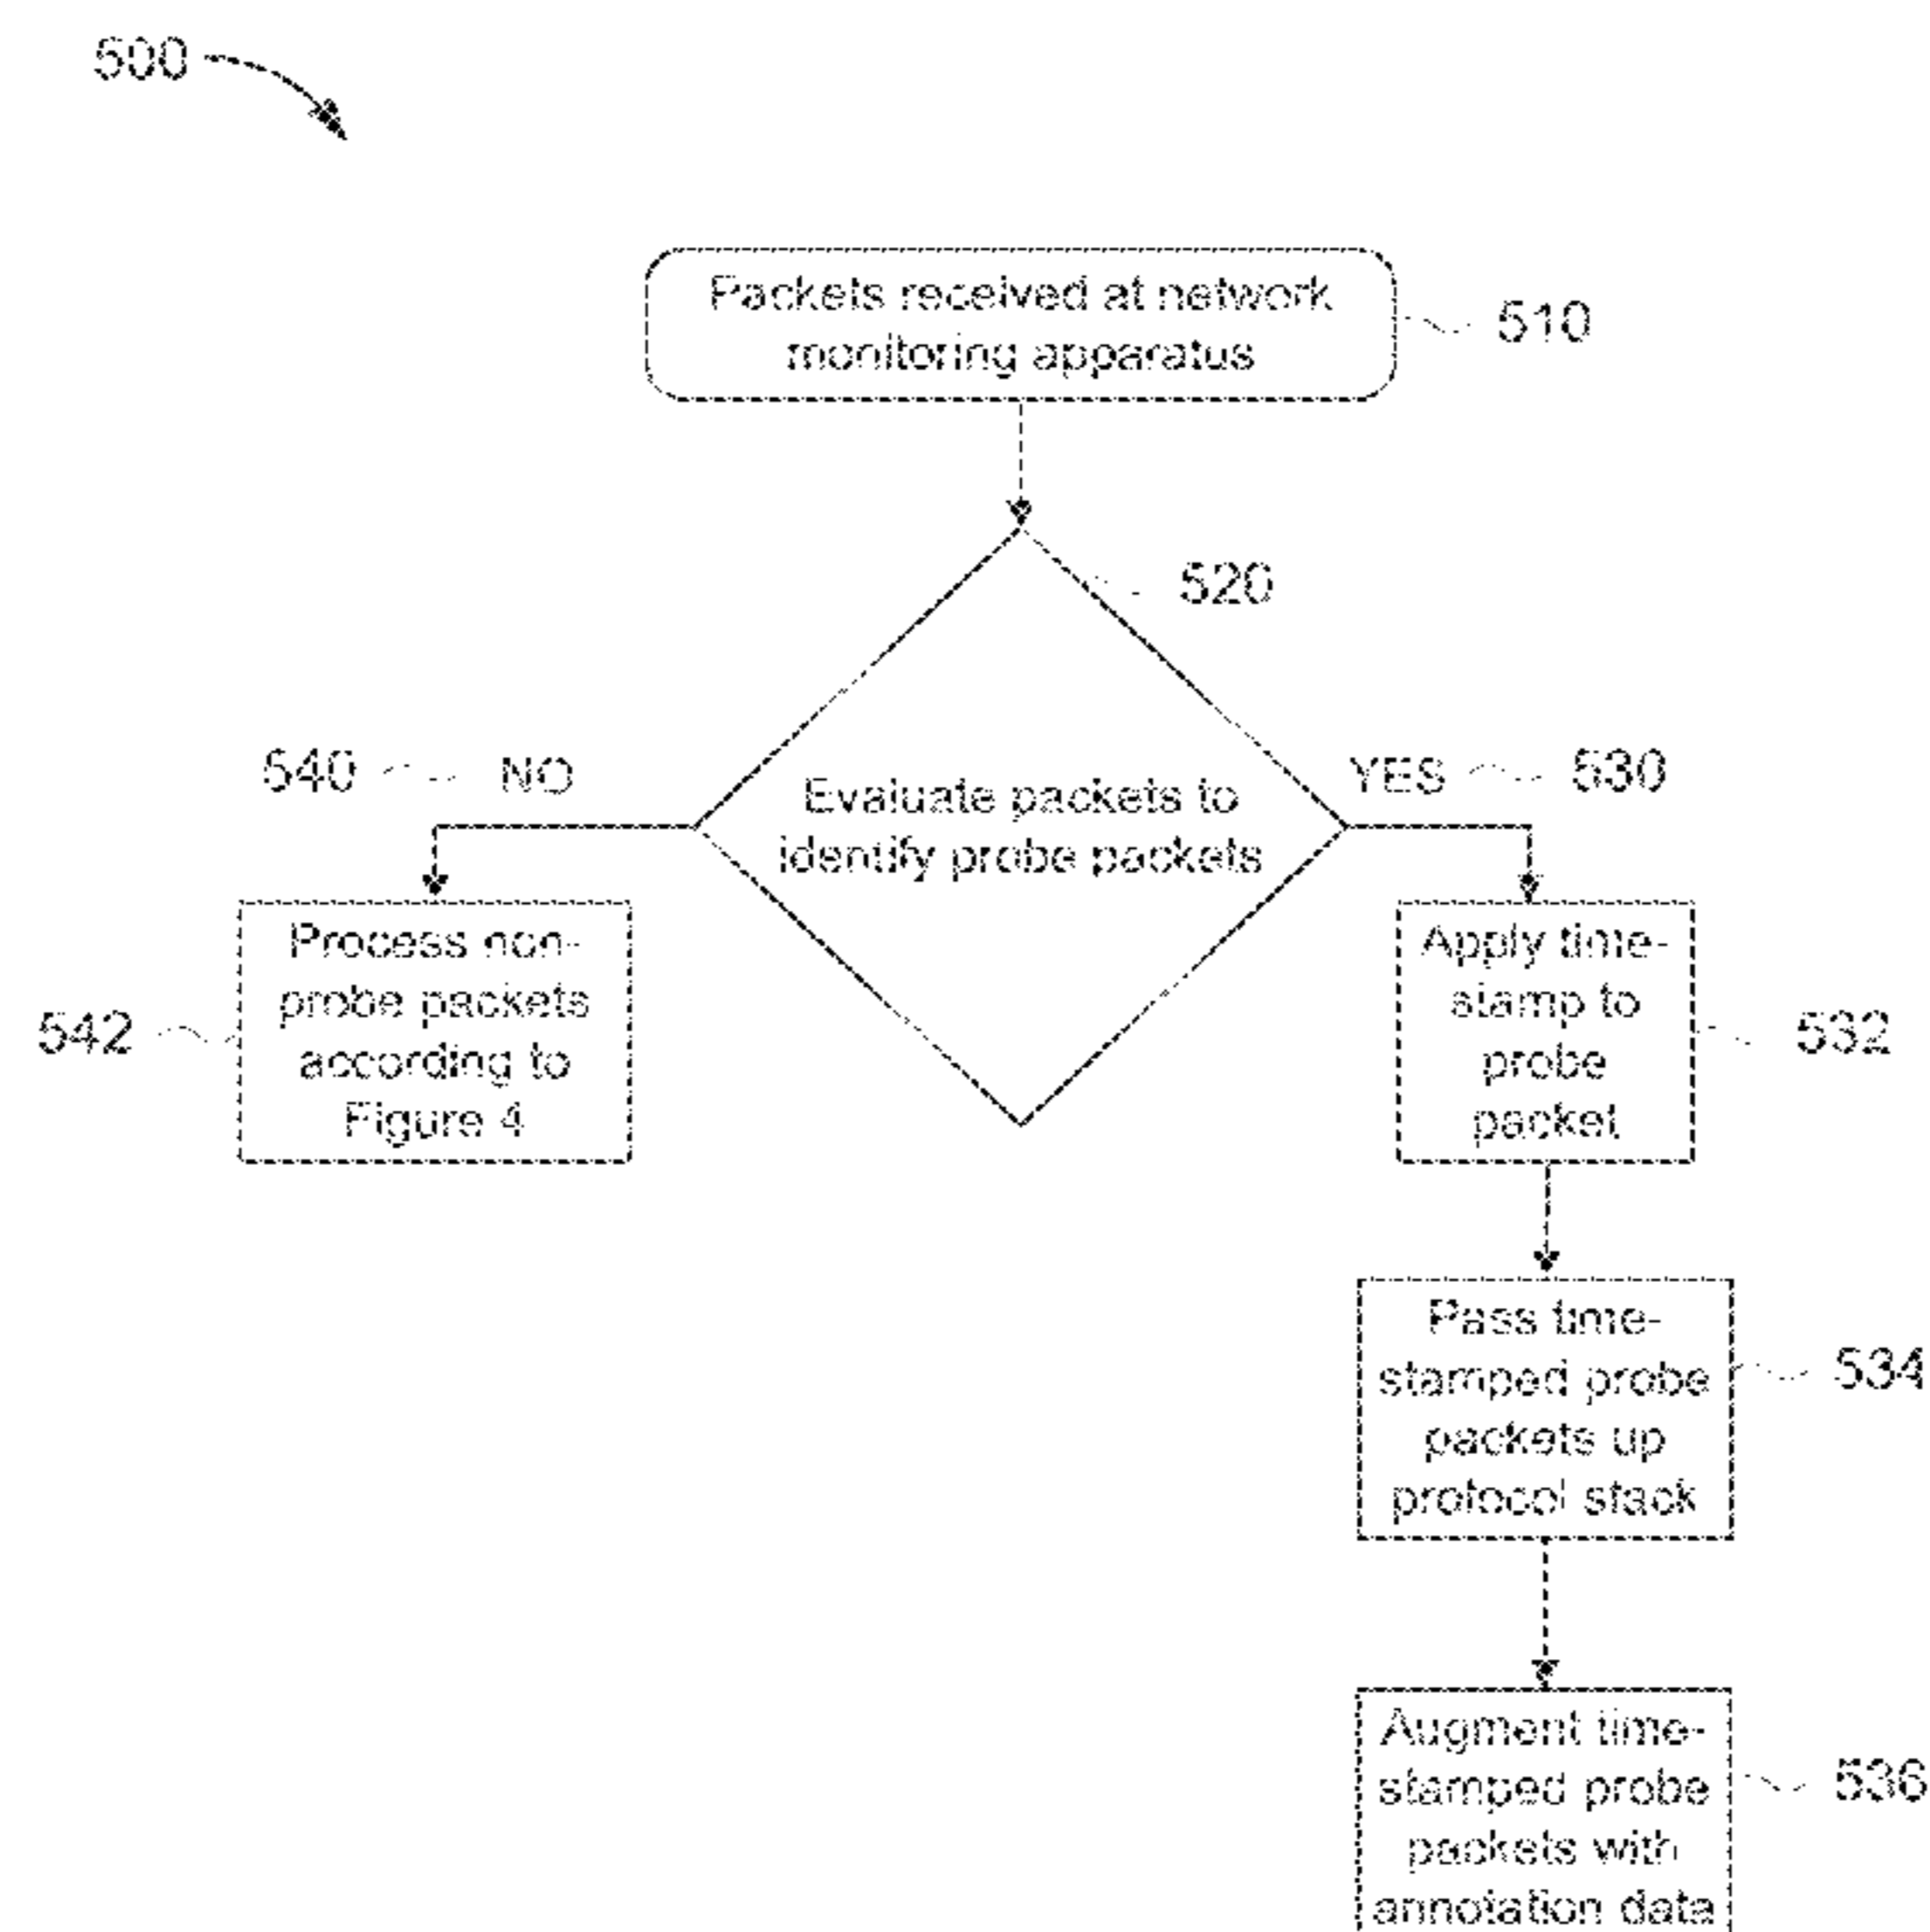 500
Packets received at network
monitoring apparatus
510
520
540
NO
YES
530
Evaluate packets to
identify probe packets
Process non-
probe packets
according to
Figure 4
542
Apply time-
stamp to
probe
packet
532
Pass time-
stamped probe
packets up
protocol stack
534
Augment time-
stamped probe
packets with
annotation data
536